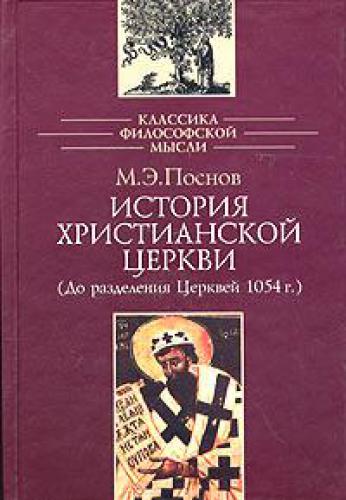 КЛАССИКА
ФИЛОСОФСКОЙ
МЫСЛИ
М.Э.Поснов
ИСТОРИЯ
ХРИСТИАНСКОЙ
ЦЕРКВИ
(До разделения Церквей 1054 г.)